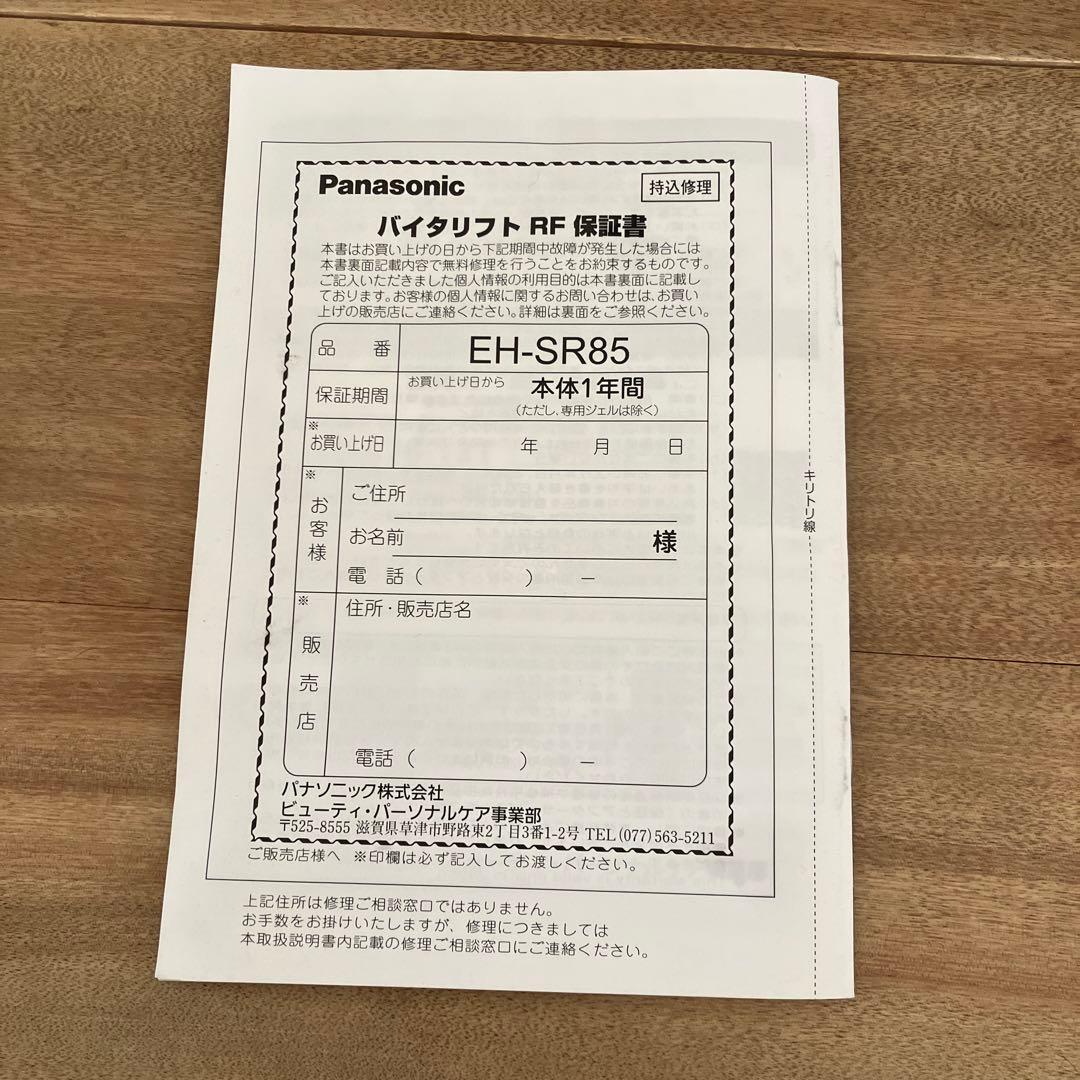 Panasonic
持込修理
バイタリフト RF 保証書
本書はお買い上げの日から下記期間中故障が発生した場合には
本書裏面記載内容で無料修理を行うことをお約束するものです。
ご記入いただきました個人情報の利用目的は本書裏面に記載し
ております。お客様の個人情報に関するお問い合わせは、お買い
上げの販売店にご連絡ください。詳細は裏面をご参照ください。
品 番 EH-SR85
保証期間 お買い上げ日から 本体1年間
(ただし、専用ジェルは除く)
※
お買い上げ日 年 月 日
※
お客様
ご住所
お名前 様
電 話 ( ) ―
※
販売店
住所・販売店名
電話 ( ) ―
パナソニック株式会社
ビューティ・パーソナルケア事業部
〒525-8555 滋賀県草津市野路東2丁目3番1-2号 TEL (077) 563-5211
ご販売店様へ ※印欄は必ず記入してお渡しください。
上記住所は修理ご相談窓口ではありません。
お手数をお掛けいたしますが、修理につきましては
本取扱説明書内記載の修理ご相談窓口にご連絡ください。
キリトリ線